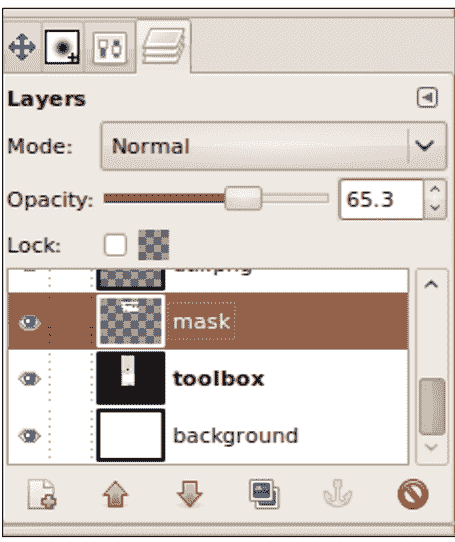 Layers
Mode: Normal
Opacity: 65.3
Lock:
mask
toolbox
background